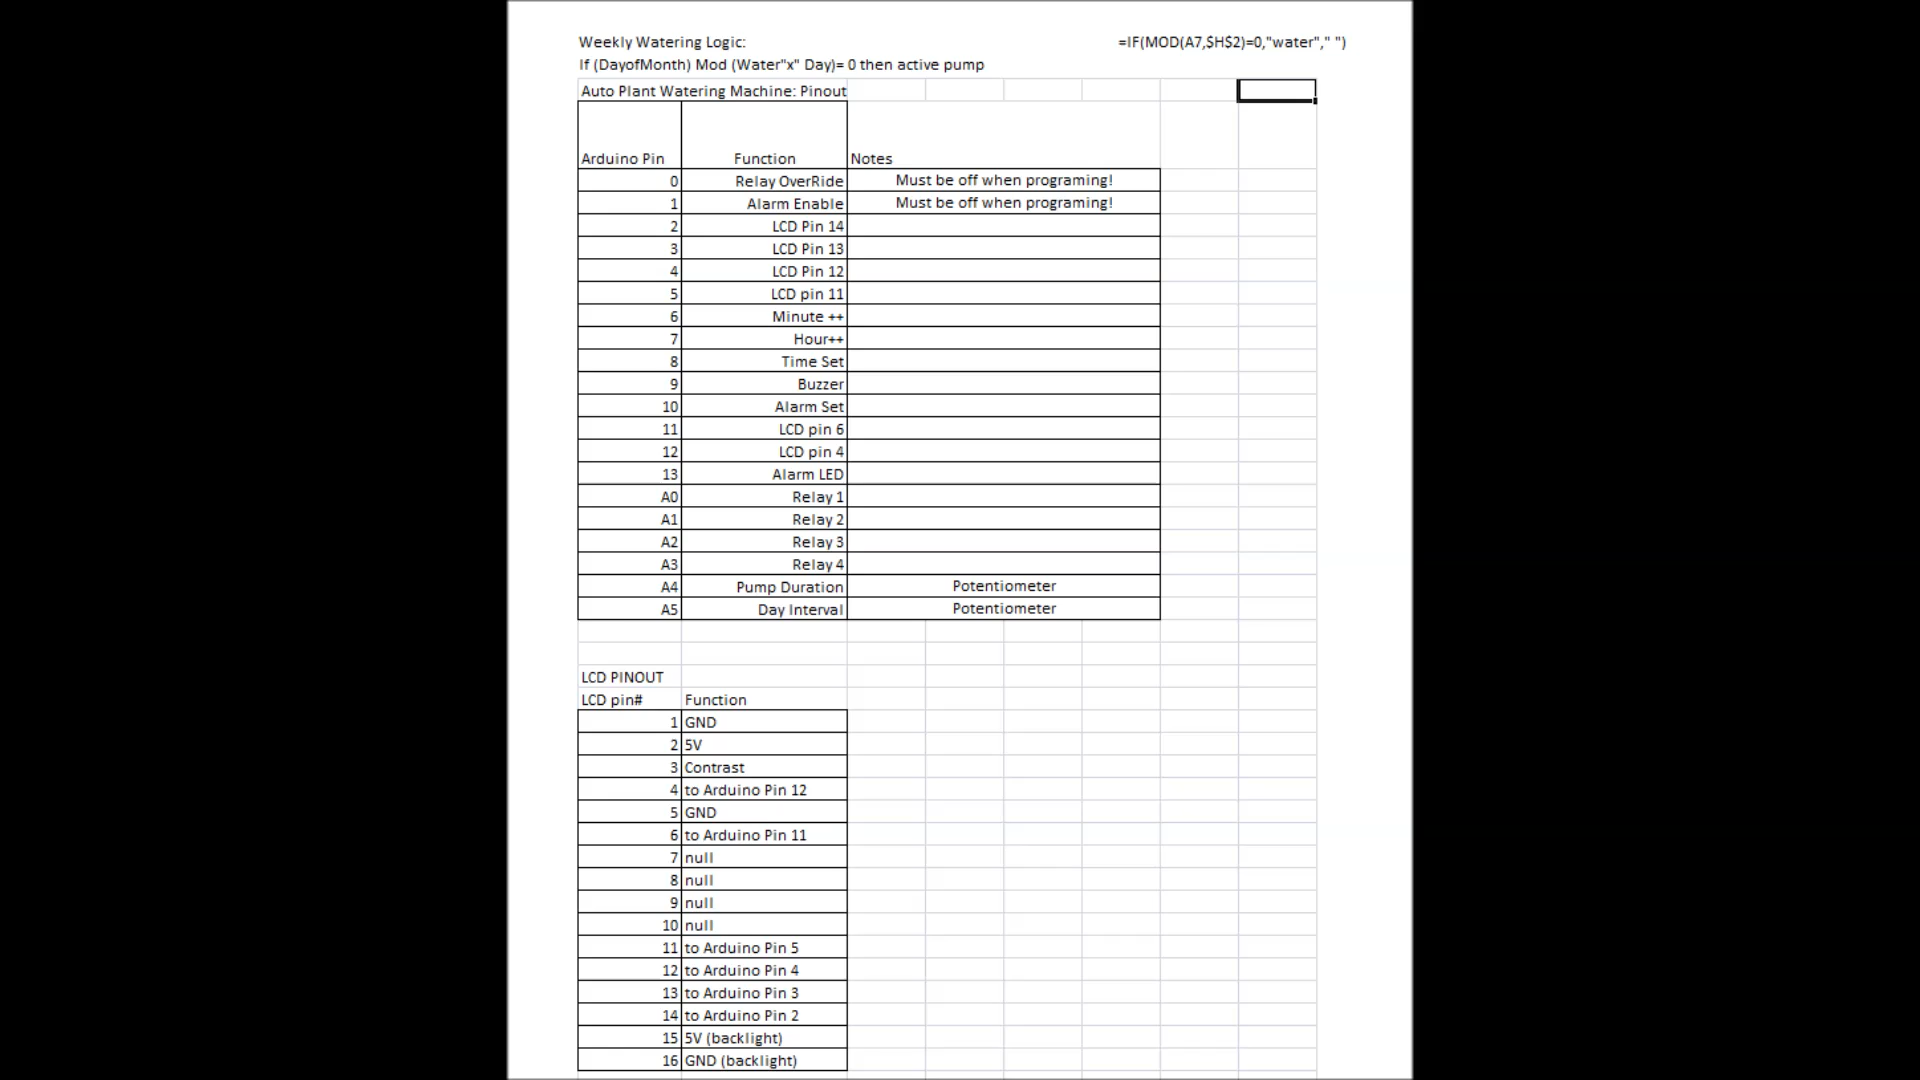 Weekly Watering Logic: =IF(MOD(A7,$H$2)=0,"water"," ")
If (DayofMonth) Mod (Water"x" Day)= 0 then active pump
Auto Plant Watering Machine: Pinout
Arduino Pin Function Notes
0 Relay OverRide Must be off when programing!
1 Alarm Enable Must be off when programing!
2 LCD Pin 14
3 LCD Pin 13
4 LCD Pin 12
5 LCD pin 11
6 Minute ++
7 Hour++
8 Time Set
9 Buzzer
10 Alarm Set
11 LCD pin 6
12 LCD pin 4
13 Alarm LED
A0 Relay 1
A1 Relay 2
A2 Relay 3
A3 Relay 4
A4 Pump Duration Potentiometer
A5 Day Interval Potentiometer
LCD PINOUT
LCD pin# Function
1 GND
2 5V
3 Contrast
4 to Arduino Pin 12
5 GND
6 to Arduino Pin 11
7 null
8 null
9 null
10 null
11 to Arduino Pin 5
12 to Arduino Pin 4
13 to Arduino Pin 3
14 to Arduino Pin 2
15 5V (backlight)
16 GND (backlight)